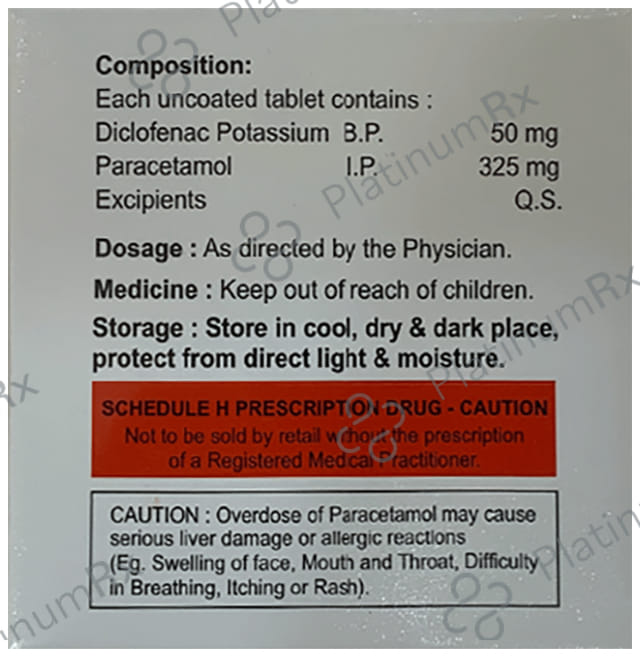 Composition:
Each uncoated tablet contains :
Diclofenac Potassium B.P. 50 mg
Paracetamol I.P. 325 mg
Excipients Q.S.
Dosage : As directed by the Physician.
Medicine : Keep out of reach of children.
Storage : Store in cool, dry & dark place,
protect from direct light & moisture.
SCHEDULE H PRESCRIPTION DRUG - CAUTION
Not to be sold by retail without the prescription
of a Registered Medical Practitioner.
CAUTION : Overdose of Paracetamol may cause
serious liver damage or allergic reactions
(Eg. Swelling of face, Mouth and Throat, Difficulty
in Breathing, Itching or Rash).
PlatinumRx
PlatinumRx